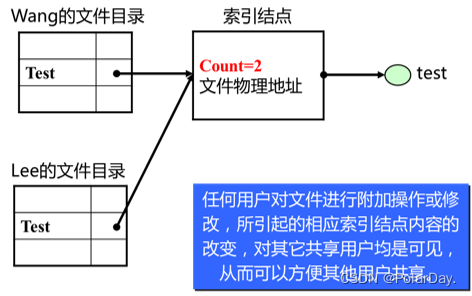 Wang的文件目录
索引结点
Test
Count=2
文件物理地址
test
Lee的文件目录
Test
任何用户对文件进行附加操作或修
改，所引起的相应索引结点内容的
改变，对其它共享用户均是可见，
从而可以方便其他用户共享。
CSDN @PolarDay.